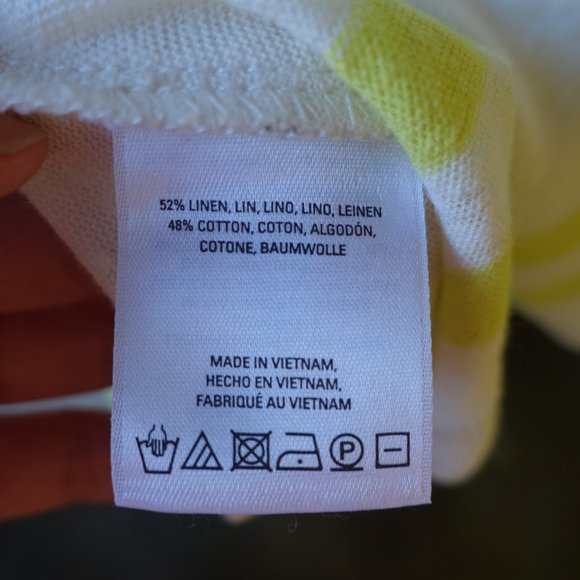 52% LINEN, LIN, LINO, LINO, LEINEN
48% COTTON, COTON, ALGODÓN,
COTONE, BAUMWOLLE
MADE IN VIETNAM,
HECHO EN VIETNAM,
FABRIQUÉ AU VIETNAM
P